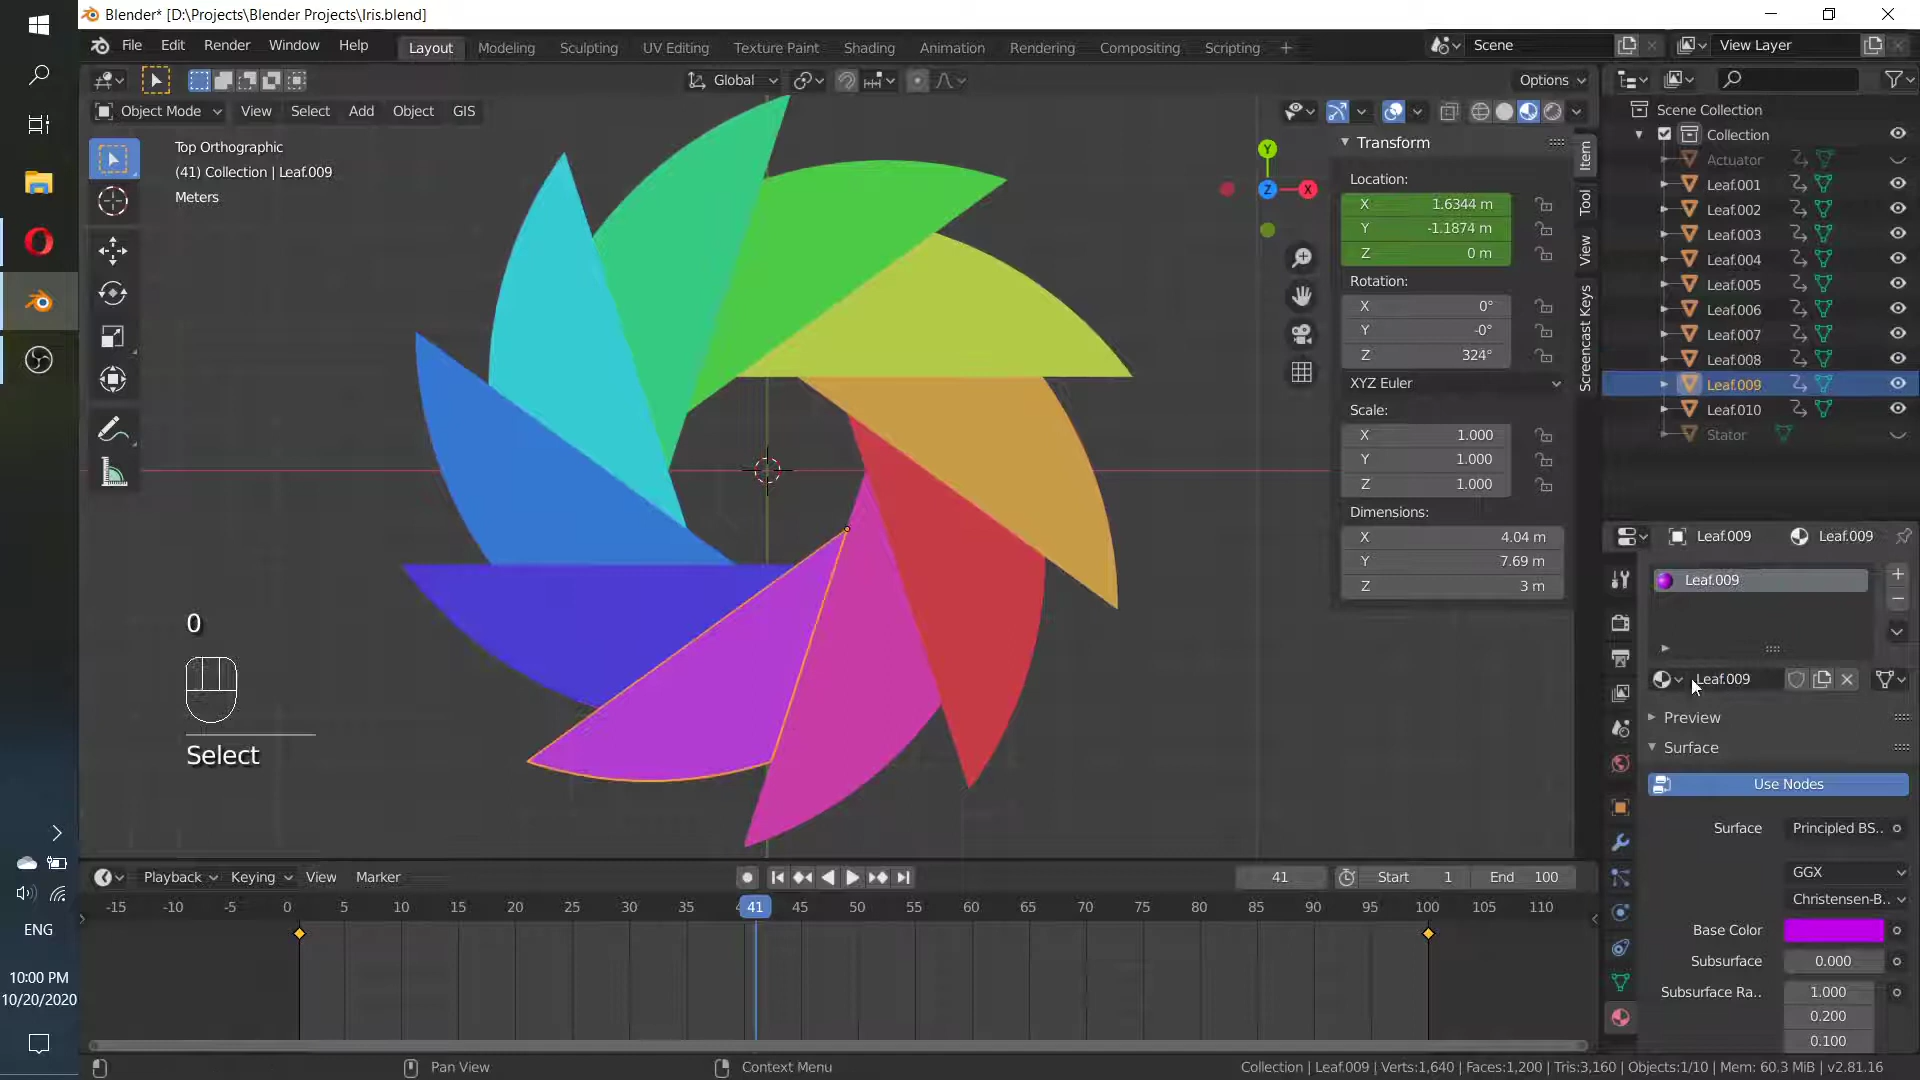 Blender* [D:\Projects\Blender Projects\Iris.blend]
File Edit Render Window Help
Layout Modeling Sculpting UV Editing Texture Paint Shading Animation Rendering Compositing Scripting +
Scene
View Layer
Global
Options
Object Mode View Select Add Object GIS
Top Orthographic
(41) Collection | Leaf.009
Meters
Y
Z
X
Transform
Location:
X 1.6344 m
Y -1.1874 m
Z 0 m
Rotation:
X 0°
Y -0°
Z 324°
XYZ Euler
Scale:
X 1.000
Y 1.000
Z 1.000
Dimensions:
X 4.04 m
Y 7.69 m
Z 3 m
Item
Tool
View
Screencast Keys
Scene Collection
Collection
Actuator
Leaf.001
Leaf.002
Leaf.003
Leaf.004
Leaf.005
Leaf.006
Leaf.007
Leaf.008
Leaf.009
Leaf.010
Stator
Leaf.009 Leaf.009
Leaf.009
Leaf.009
Preview
Surface
Use Nodes
Surface Principled BS..
GGX
Christensen-B..
Base Color
Subsurface 0.000
Subsurface Ra.. 1.000
0.200
0.100
0
Select
Playback Keying View Marker
41 Start 1 End 100
-15 -10 -5 0 5 10 15 20 25 30 35 41 45 50 55 60 65 70 75 80 85 90 95 100 105 110
Pan View
Context Menu
Collection | Leaf.009 | Verts:1,640 | Faces:1,200 | Tris:3,160 | Objects:1/10 | Mem: 60.3 MiB | v2.81.16
ENG
10:00 PM
10/20/2020